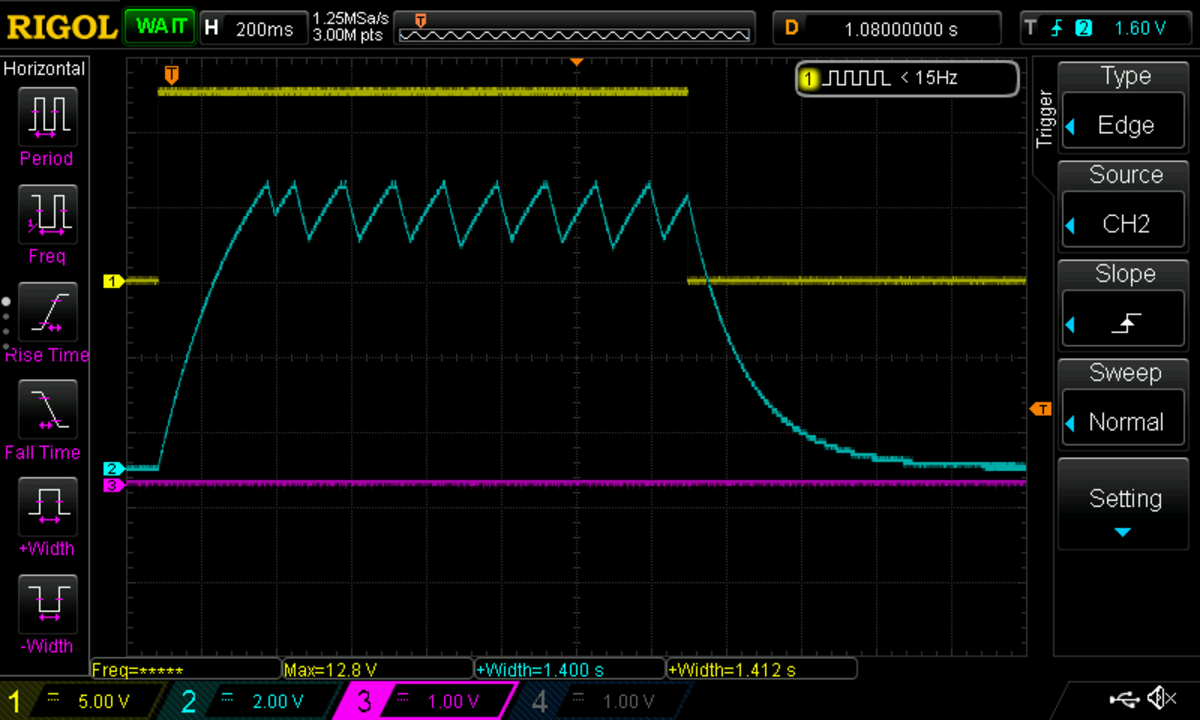 RIGOL WAIT H 200ms 1.25MSa/s 3.00M pts T D 1.08000000 s T 2 1.60 V
Horizontal
T
1 < 15Hz
Trigger
Type
Edge
Period
Source
CH2
1/ Freq
1
Slope
Rise Time
Sweep
T
Normal
Fall Time
2
3
Setting
+Width
-Width
Freq=***** Max=12.8 V +Width=1.400 s +Width=1.412 s
1 5.00 V 2 2.00 V 3 1.00 V 4 1.00 V